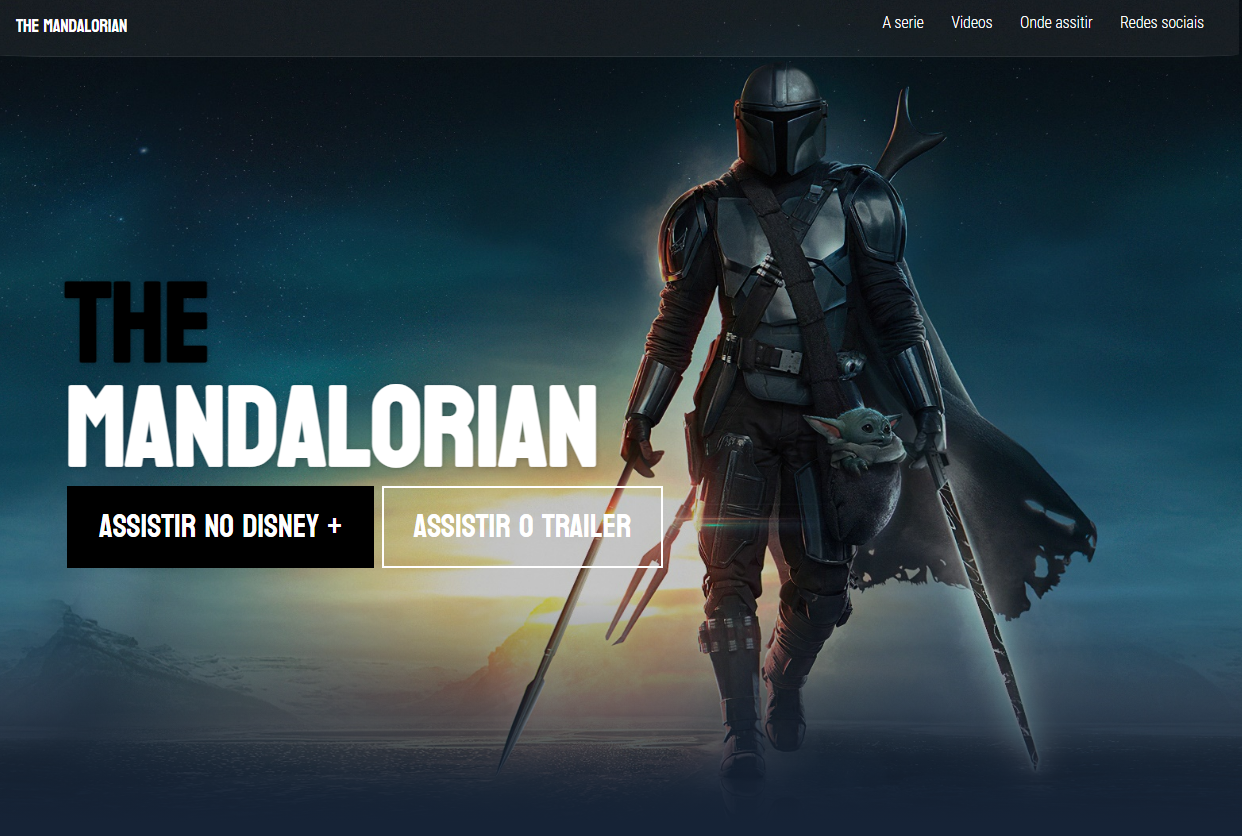 THE MANDALORIAN
A serie Videos Onde assitir Redes sociais
THE
MANDALORIAN
ASSISTIR NO DISNEY + ASSISTIR O TRAILER